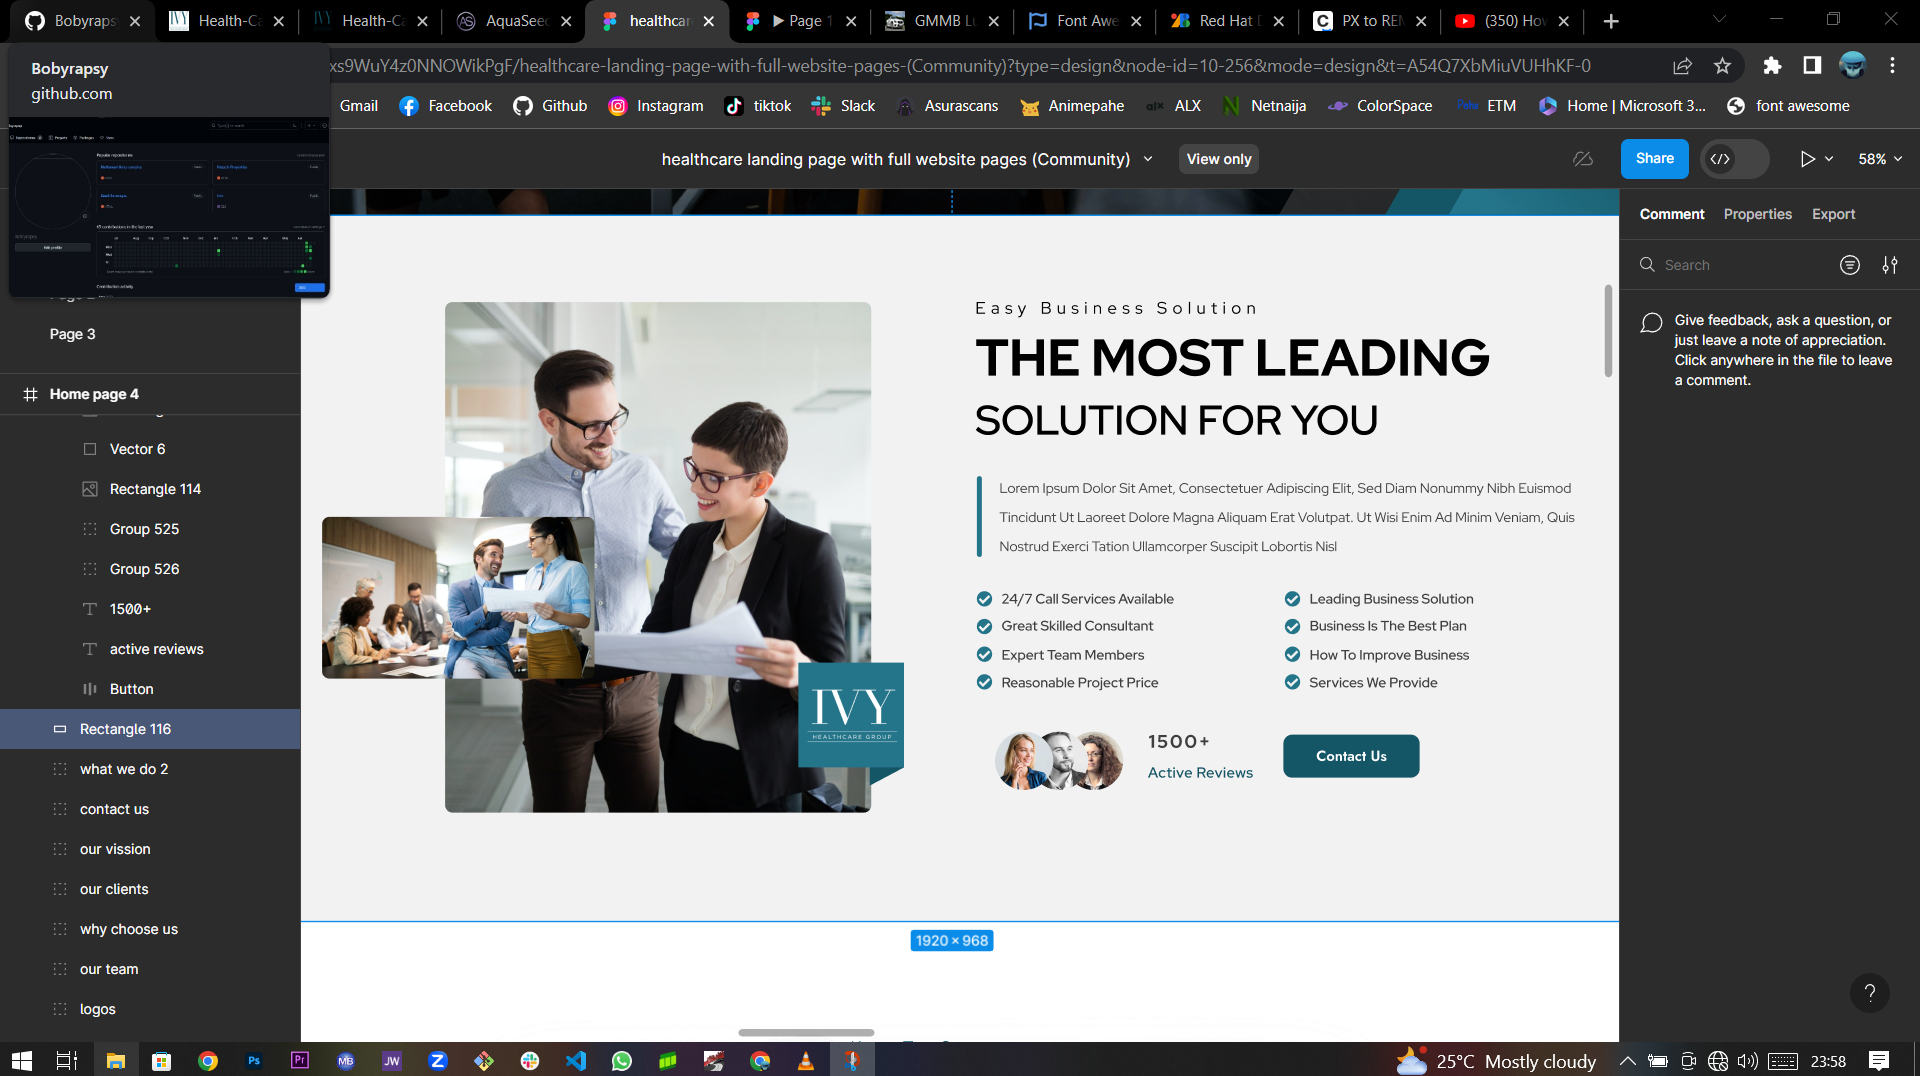 Bobyraps
Health-Ca
Health-Ca
AquaSeed
healthcar
Page 1
GMMB Lu
Font Awe
Red Hat D
PX to REM
(350) How
Bobyrapsy
github.com
xs9WuY4z0NNOWikPgF/healthcare-landing-page-with-full-website-pages-(Community)?type=design&node-id=10-256&mode=design&t=A54Q7XbMiuVUHhKF-0
Gmail
Facebook
Github
Instagram
tiktok
Slack
Asurascans
Animepahe
ALX
Netnaija
ColorSpace
ETM
Home | Microsoft 3...
font awesome
healthcare landing page with full website pages (Community)
View only
Share
58%
Comment
Properties
Export
Search
Give feedback, ask a question, or
just leave a note of appreciation.
Click anywhere in the file to leave
a comment.
Page 3
Home page 4
Vector 6
Rectangle 114
Group 525
Group 526
1500+
active reviews
Button
Rectangle 116
what we do 2
contact us
our vission
our clients
why choose us
our team
logos
Easy Business Solution
THE MOST LEADING
SOLUTION FOR YOU
Lorem Ipsum Dolor Sit Amet, Consectetuer Adipiscing Elit, Sed Diam Nonummy Nibh Euismod
Tincidunt Ut Laoreet Dolore Magna Aliquam Erat Volutpat. Ut Wisi Enim Ad Minim Veniam, Quis
Nostrud Exerci Tation Ullamcorper Suscipit Lobortis Nisl
24/7 Call Services Available
Great Skilled Consultant
Expert Team Members
Reasonable Project Price
Leading Business Solution
Business Is The Best Plan
How To Improve Business
Services We Provide
IVY
HEALTHCARE GROUP
1500+
Active Reviews
Contact Us
1920 × 968
25°C Mostly cloudy
23:58